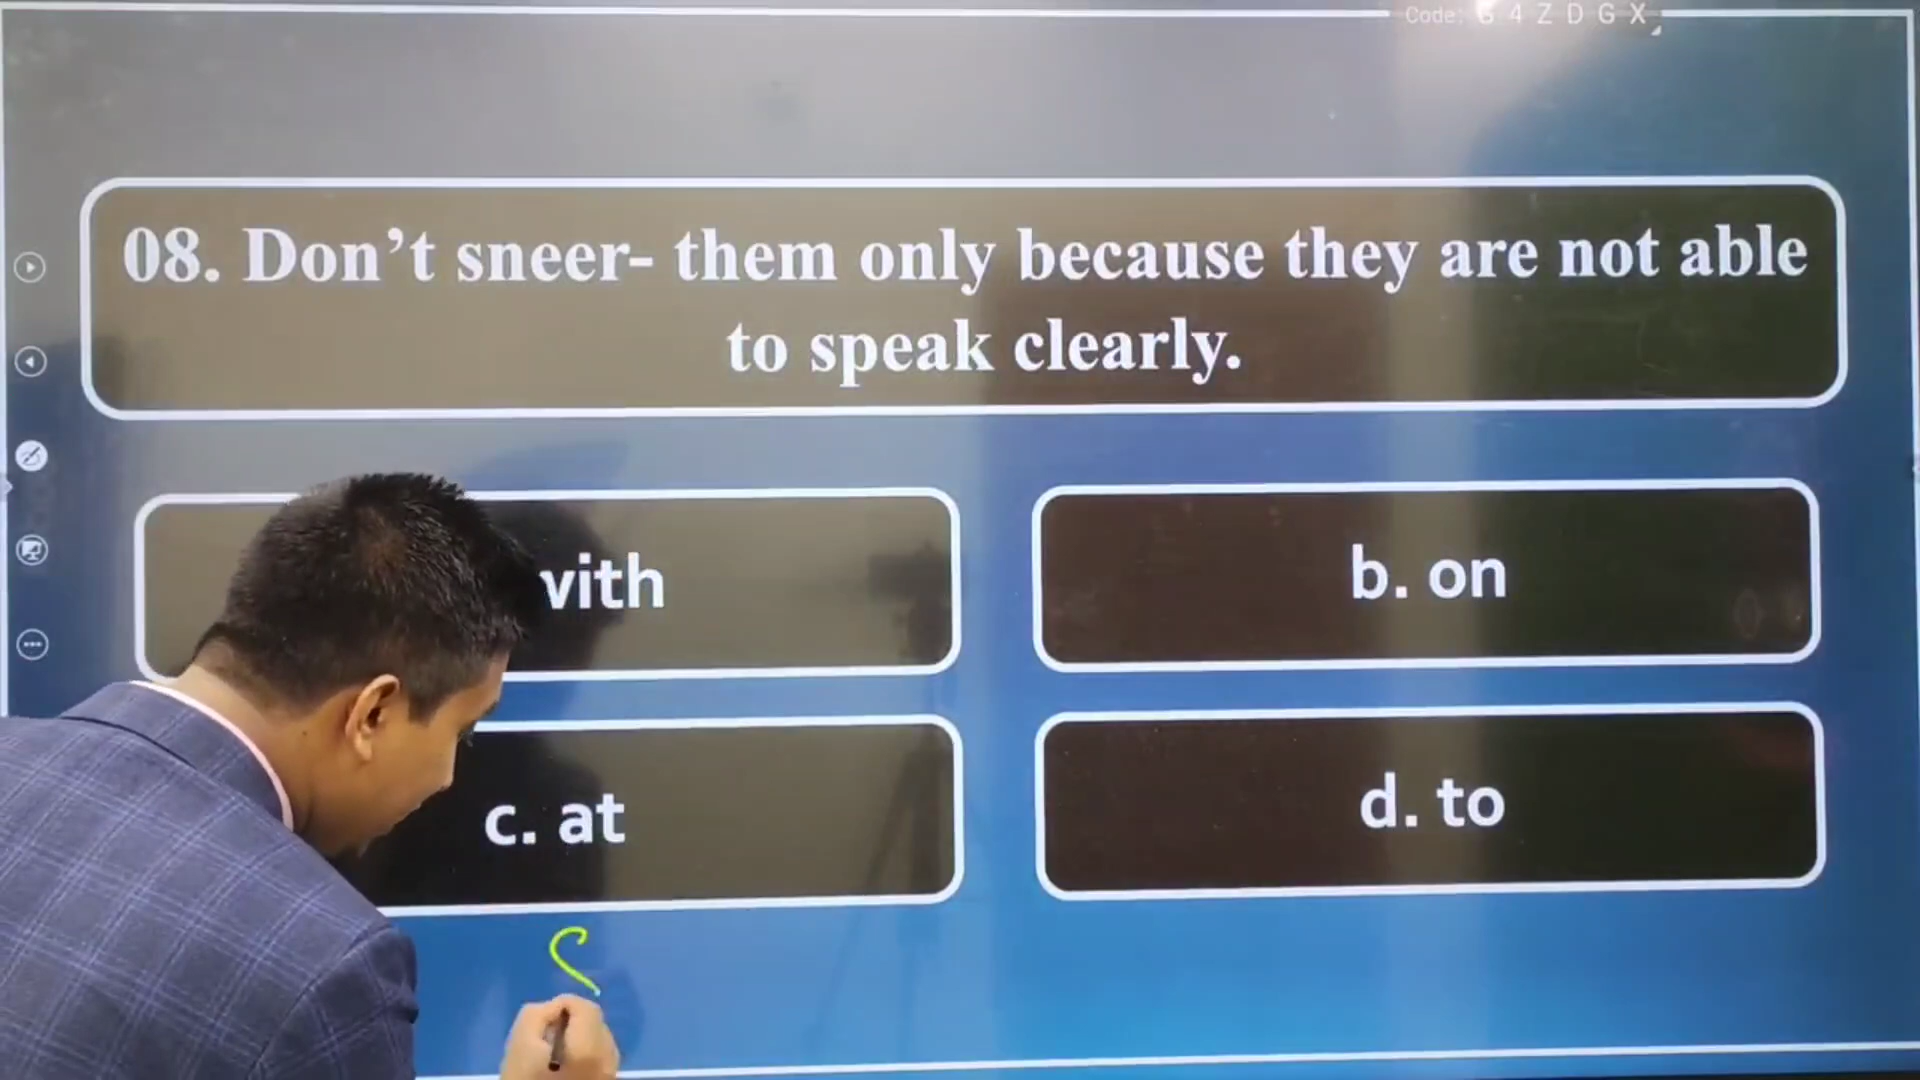 Code: G 4 Z D G X
08. Don't sneer- them only because they are not able
to speak clearly.
vith
b. on
c. at
d. to